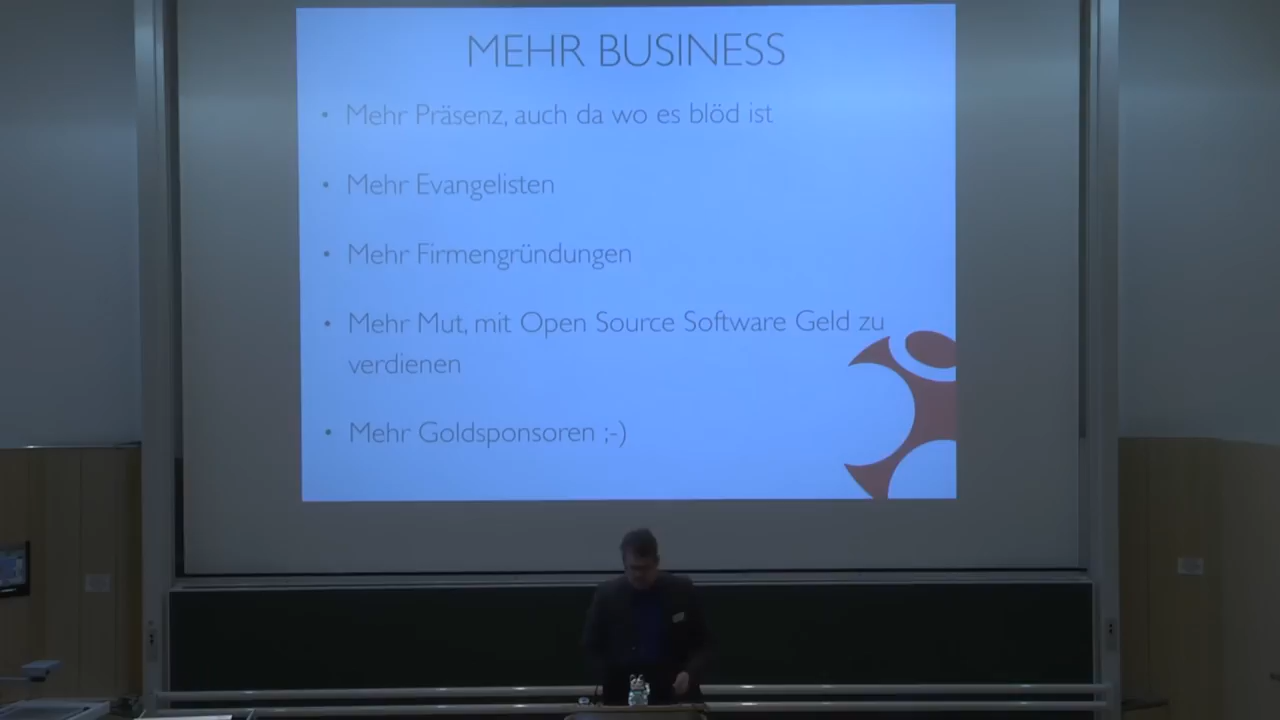 MEHR BUSINESS
• Mehr Präsenz, auch da wo es blöd ist
• Mehr Evangelisten
• Mehr Firmengründungen
• Mehr Mut, mit Open Source Software Geld zu
verdienen
• Mehr Goldsponsoren ;-)